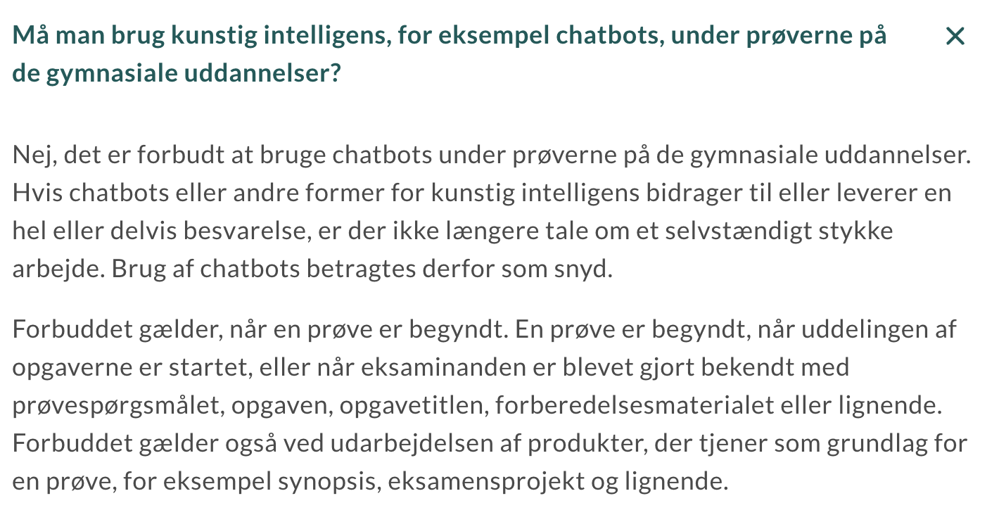 Må man brug kunstig intelligens, for eksempel chatbots, under prøverne på
de gymnasiale uddannelser?
Nej, det er forbudt at bruge chatbots under prøverne på de gymnasiale uddannelser.
Hvis chatbots eller andre former for kunstig intelligens bidrager til eller leverer en
hel eller delvis besvarelse, er der ikke længere tale om et selvstændigt stykke
arbejde. Brug af chatbots betragtes derfor som snyd.
Forbuddet gælder, når en prøve er begyndt. En prøve er begyndt, når uddelingen af
opgaverne er startet, eller når eksaminanden er blevet gjort bekendt med
prøvespørgsmålet, opgaven, opgavetitlen, forberedelsesmaterialet eller lignende.
Forbuddet gælder også ved udarbejdelsen af produkter, der tjener som grundlag for
en prøve, for eksempel synopsis, eksamensprojekt og lignende.